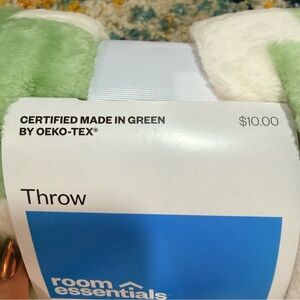 CERTIFIED MADE IN GREEN
BY OEKO-TEX®
$10.00
Throw
room
essentials